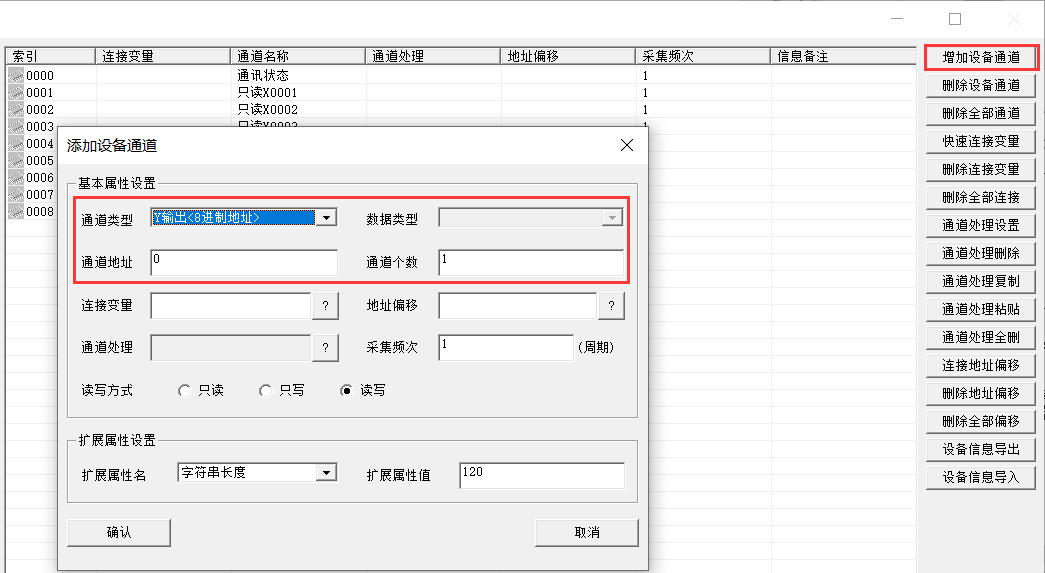 索引 连接变量 通道名称 通道处理 地址偏移 采集频次 信息备注
0000 通讯状态 1
0001 只读X0001 1
0002 只读X0002 1
0003 只读X0003 1
0004
0005
0006
0007
0008
添加设备通道
基本属性设置
通道类型 Y输出<8进制地址> 数据类型
通道地址 0 通道个数 1
连接变量 ? 地址偏移 ?
通道处理 ? 采集频次 1 (周期)
读写方式 只读 只写 读写
扩展属性设置
扩展属性名 字符串长度 扩展属性值 120
确认 取消
增加设备通道
删除设备通道
删除全部通道
快速连接变量
删除连接变量
删除全部连接
通道处理设置
通道处理删除
通道处理复制
通道处理粘贴
通道处理全删
连接地址偏移
删除地址偏移
删除全部偏移
设备信息导出
设备信息导入